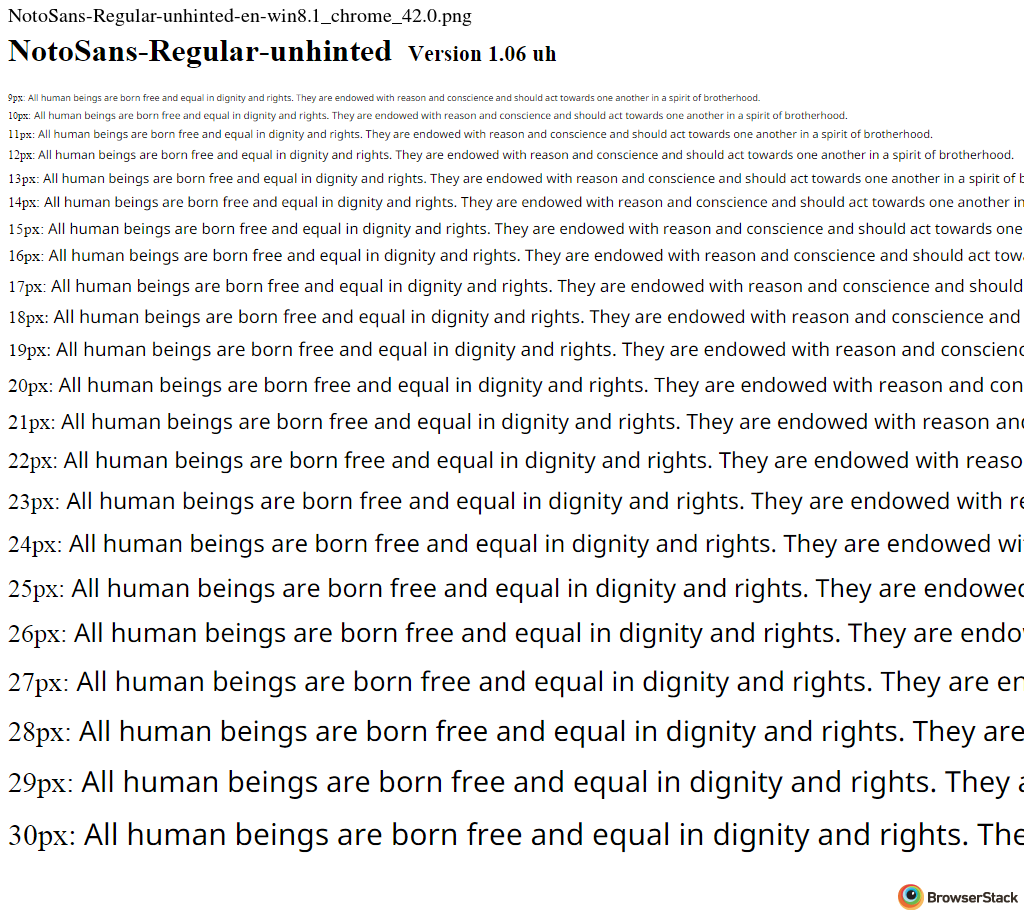 NotoSans-Regular-unhinted-en-win8.1_chrome_42.0.png
NotoSans-Regular-unhinted Version 1.06 uh
9px: All human beings are born free and equal in dignity and rights. They are endowed with reason and conscience and should act towards one another in a spirit of brotherhood.
10px: All human beings are born free and equal in dignity and rights. They are endowed with reason and conscience and should act towards one another in a spirit of brotherhood.
11px: All human beings are born free and equal in dignity and rights. They are endowed with reason and conscience and should act towards one another in a spirit of brotherhood.
12px: All human beings are born free and equal in dignity and rights. They are endowed with reason and conscience and should act towards one another in a spirit of brotherhood.
13px: All human beings are born free and equal in dignity and rights. They are endowed with reason and conscience and should act towards one another in a spirit of b
14px: All human beings are born free and equal in dignity and rights. They are endowed with reason and conscience and should act towards one another in
15px: All human beings are born free and equal in dignity and rights. They are endowed with reason and conscience and should act towards one
16px: All human beings are born free and equal in dignity and rights. They are endowed with reason and conscience and should act tow
17px: All human beings are born free and equal in dignity and rights. They are endowed with reason and conscience and should
18px: All human beings are born free and equal in dignity and rights. They are endowed with reason and conscience and
19px: All human beings are born free and equal in dignity and rights. They are endowed with reason and conscienc
20px: All human beings are born free and equal in dignity and rights. They are endowed with reason and con
21px: All human beings are born free and equal in dignity and rights. They are endowed with reason and
22px: All human beings are born free and equal in dignity and rights. They are endowed with reaso
23px: All human beings are born free and equal in dignity and rights. They are endowed with re
24px: All human beings are born free and equal in dignity and rights. They are endowed wi
25px: All human beings are born free and equal in dignity and rights. They are endowed
26px: All human beings are born free and equal in dignity and rights. They are endo
27px: All human beings are born free and equal in dignity and rights. They are en
28px: All human beings are born free and equal in dignity and rights. They are
29px: All human beings are born free and equal in dignity and rights. They a
30px: All human beings are born free and equal in dignity and rights. The
BrowserStack